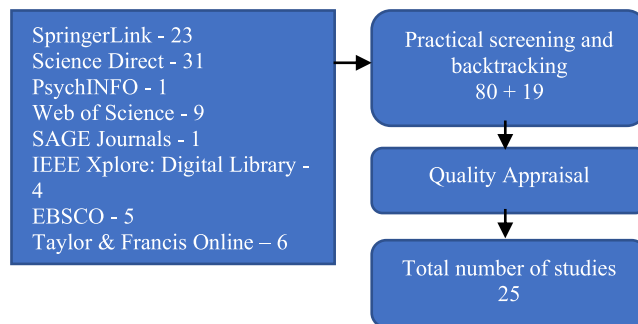 SpringerLink - 23
Science Direct - 31
PsychINFO - 1
Web of Science - 9
SAGE Journals - 1
IEEE Xplore: Digital Library -
4
EBSCO - 5
Taylor & Francis Online – 6
Practical screening and
backtracking
80 + 19
Quality Appraisal
Total number of studies
25